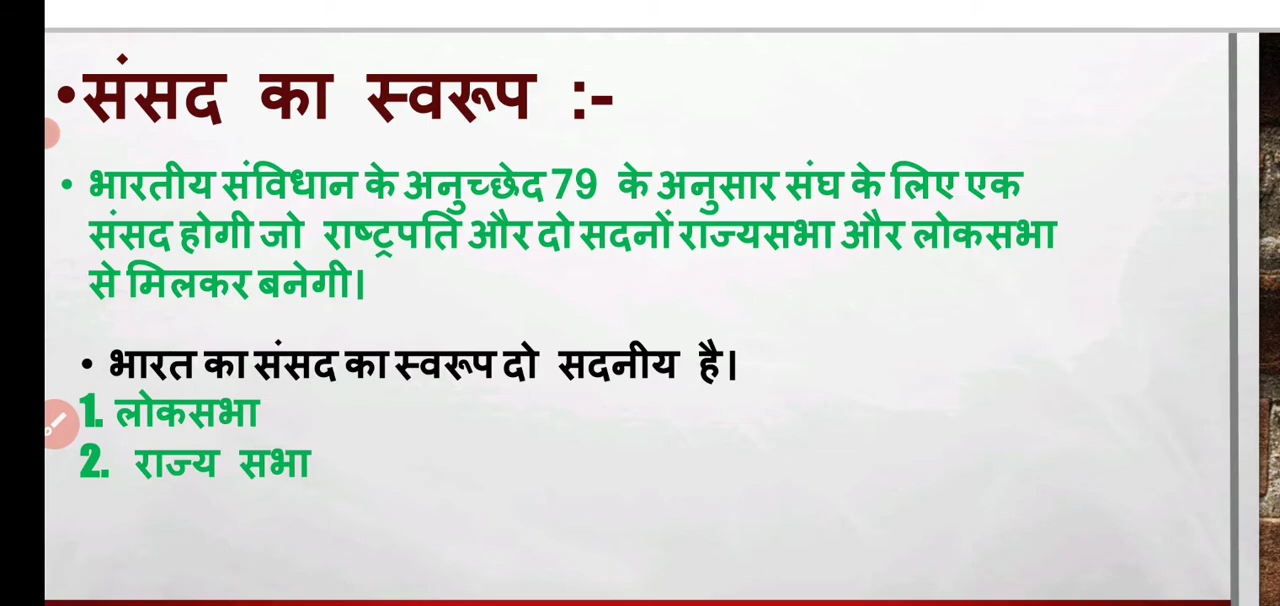 •संसद का स्वरूप :-
• भारतीय संविधान के अनुच्छेद 79 के अनुसार संघ के लिए एक
संसद होगी जो राष्ट्रपति और दो सदनों राज्यसभा और लोकसभा
से मिलकर बनेगी।
• भारत का संसद का स्वरूप दो सदनीय है।
1. लोकसभा
2. राज्य सभा